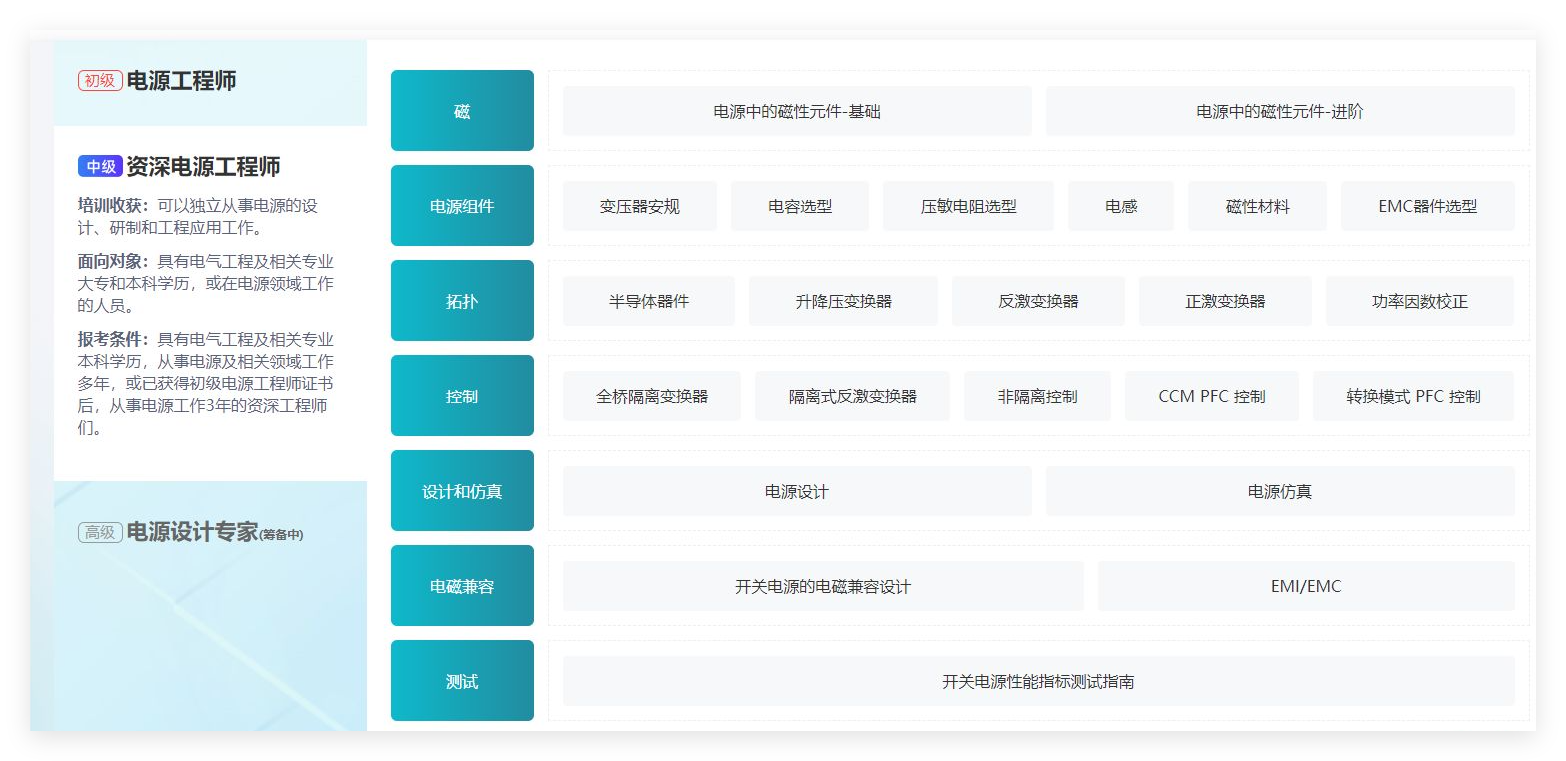 初级 电源工程师
中级 资深电源工程师
培训收获：可以独立从事电源的设
计、研制和工程应用工作。
面向对象：具有电气工程及相关专业
大专和本科学历，或在电源领域工作
的人员。
报考条件：具有电气工程及相关专业
本科学历，从事电源及相关领域工作
多年，或已获得初级电源工程师证书
后，从事电源工作3年的资深工程师
们。
高级 电源设计专家(筹备中)
磁 电源中的磁性元件-基础 电源中的磁性元件-进阶
电源组件 变压器安规 电容选型 压敏电阻选型 电感 磁性材料 EMC器件选型
拓扑 半导体器件 升降压变换器 反激变换器 正激变换器 功率因数校正
控制 全桥隔离变换器 隔离式反激变换器 非隔离控制 CCM PFC 控制 转换模式 PFC 控制
设计和仿真 电源设计 电源仿真
电磁兼容 开关电源的电磁兼容设计 EMI/EMC
测试 开关电源性能指标测试指南